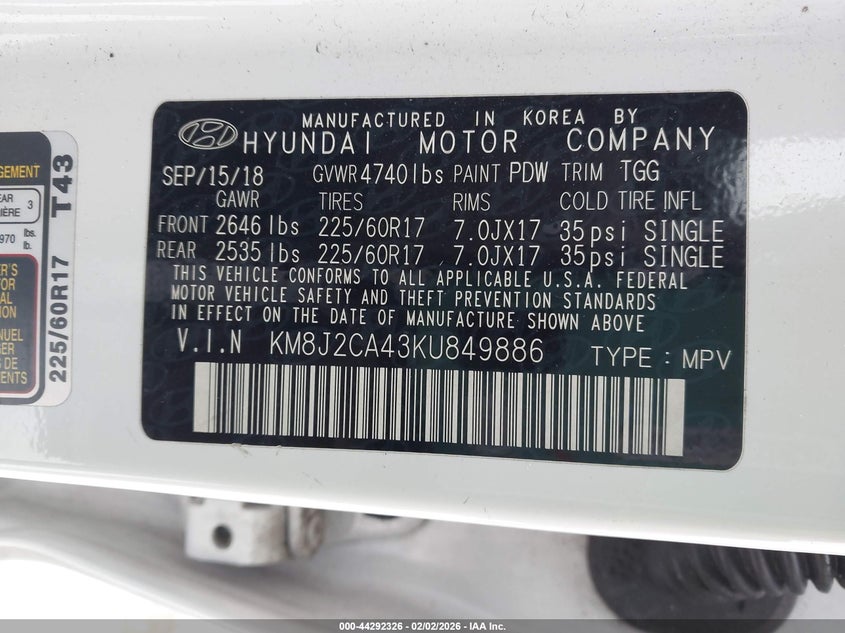 MANUFACTURED IN KOREA BY
HYUNDAI MOTOR COMPANY
SEP/15/18 GVWR 4740lbs PAINT PDW TRIM TGG
GAWR TIRES RIMS COLD TIRE INFL
FRONT 2646 lbs 225/60R17 7.0JX17 35psi SINGLE
REAR 2535 lbs 225/60R17 7.0JX17 35psi SINGLE
THIS VEHICLE CONFORMS TO ALL APPLICABLE U.S.A. FEDERAL
MOTOR VEHICLE SAFETY AND THEFT PREVENTION STANDARDS
IN EFFECT ON THE DATE OF MANUFACTURE SHOWN ABOVE
V.I.N KM8J2CA43KU849886 TYPE : MPV
225/60R17 T43
3
970 lbs.
lb.
000-44292326 - 02/02/2026 - IAA Inc.